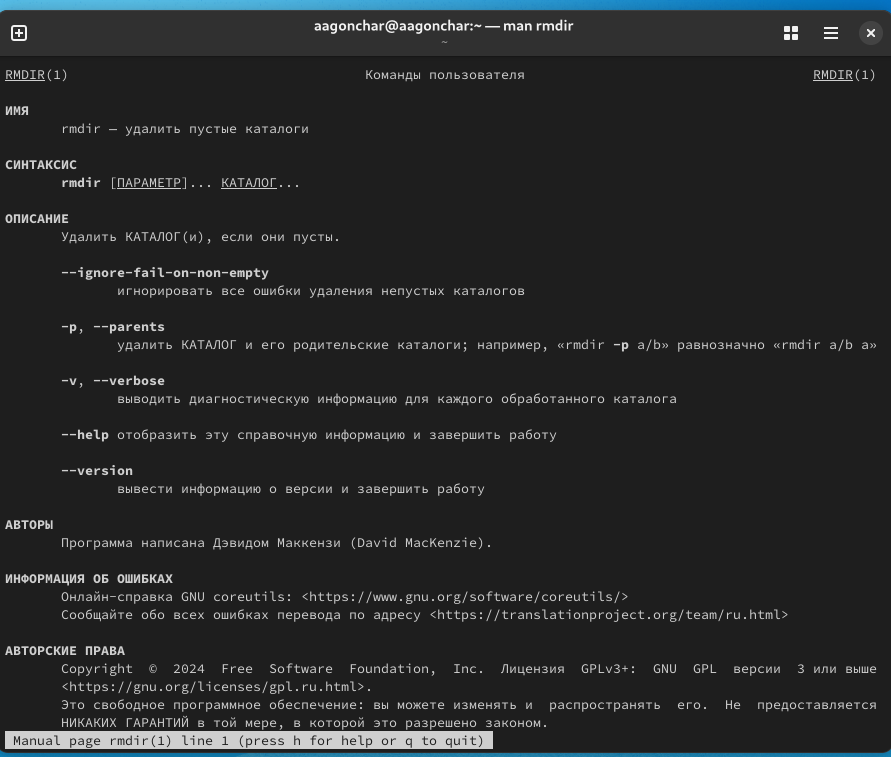 aagonchar@aagonchar:~ — man rmdir
~
RMDIR(1) Команды пользователя RMDIR(1)
ИМЯ
rmdir — удалить пустые каталоги
СИНТАКСИС
rmdir [ПАРАМЕТР]... КАТАЛОГ...
ОПИСАНИЕ
Удалить КАТАЛОГ(и), если они пусты.
--ignore-fail-on-non-empty
игнорировать все ошибки удаления непустых каталогов
-p, --parents
удалить КАТАЛОГ и его родительские каталоги; например, «rmdir -p a/b» равнозначно «rmdir a/b a»
-v, --verbose
выводить диагностическую информацию для каждого обработанного каталога
--help отобразить эту справочную информацию и завершить работу
--version
вывести информацию о версии и завершить работу
АВТОРЫ
Программа написана Дэвидом Маккензи (David MacKenzie).
ИНФОРМАЦИЯ ОБ ОШИБКАХ
Онлайн-справка GNU coreutils: <https://www.gnu.org/software/coreutils/>
Сообщайте обо всех ошибках перевода по адресу <https://translationproject.org/team/ru.html>
АВТОРСКИЕ ПРАВА
Copyright © 2024 Free Software Foundation, Inc. Лицензия GPLv3+: GNU GPL версии 3 или выше
<https://gnu.org/licenses/gpl.ru.html>.
Это свободное программное обеспечение: вы можете изменять и распространять его. Не предоставляется
НИКАКИХ ГАРАНТИЙ в той мере, в которой это разрешено законом.
Manual page rmdir(1) line 1 (press h for help or q to quit)